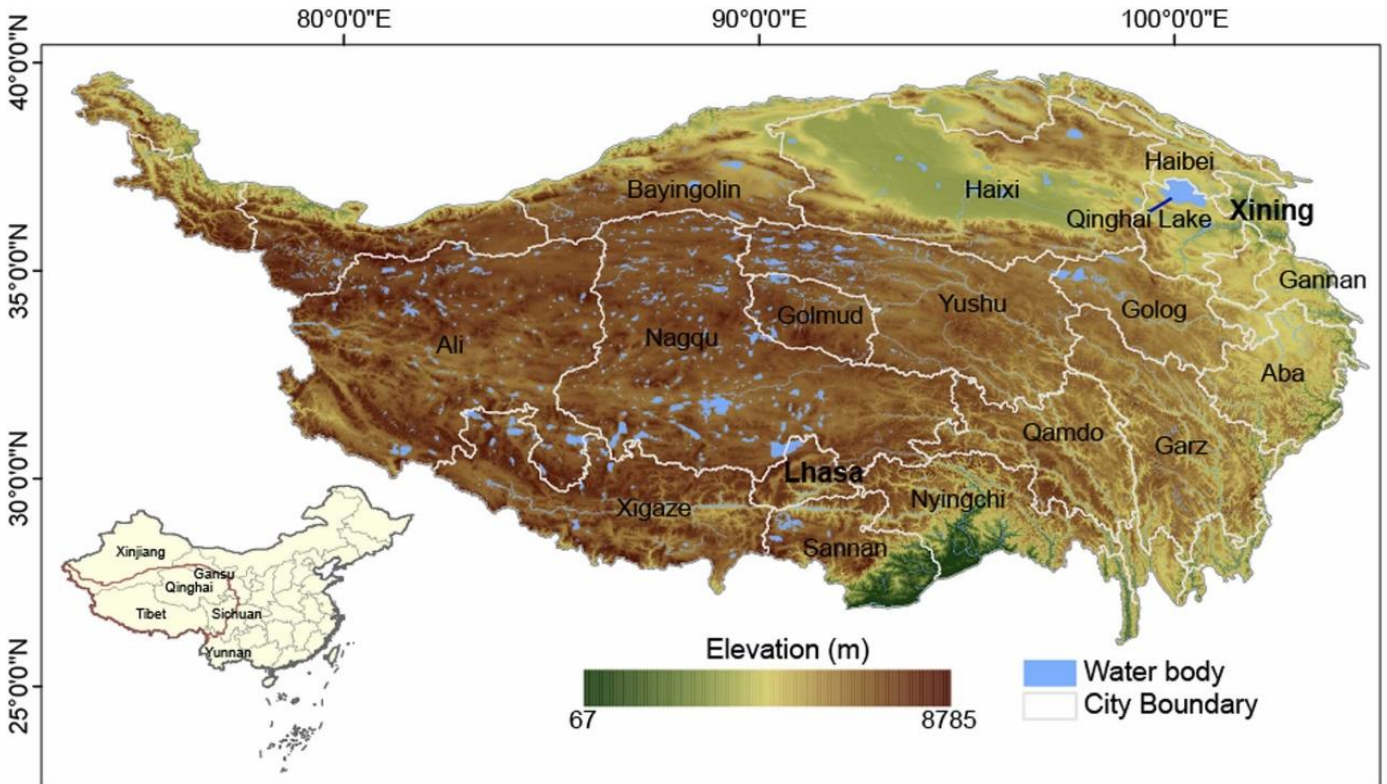 80°0'0"E
90°0'0"E
100°0'0"E
40°0'0"N
35°0'0"N
30°0'0"N
25°0'0"N
Haibei
Bayingolin
Haixi
Qinghai Lake
Xining
Gannan
Yushu
Golog
Golmud
Nagqu
Ali
Aba
Qamdo
Garz
Lhasa
Nyingchi
Xigaze
Sannan
Xinjiang
Gansu
Qinghai
Tibet
Sichuan
Yunnan
Elevation (m)
67
8785
Water body
City Boundary